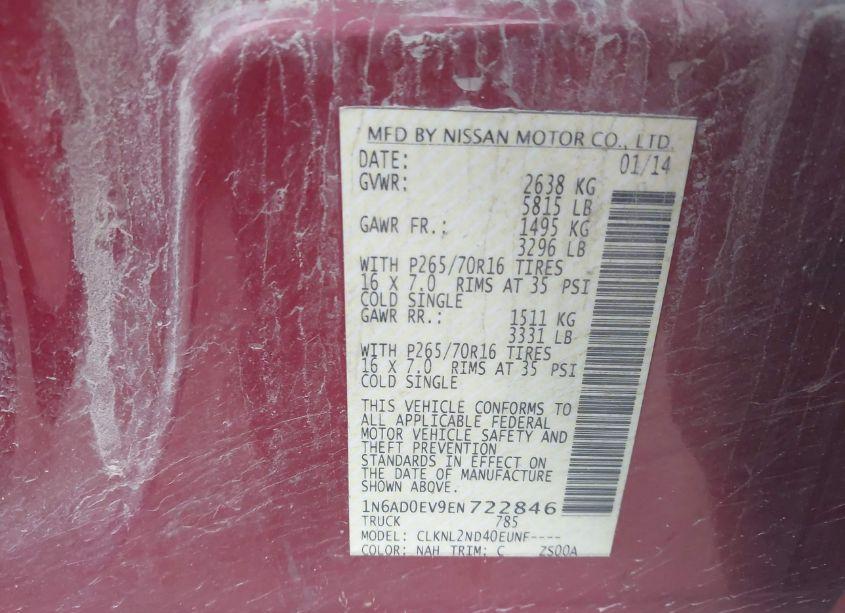 MFD BY NISSAN MOTOR CO., LTD.
DATE: 01/14
GVWR: 2638 KG
5815 LB
GAWR FR.: 1495 KG
3296 LB
WITH P265/70R16 TIRES
16 X 7.0 RIMS AT 35 PSI
COLD SINGLE
GAWR RR.: 1511 KG
3331 LB
WITH P265/70R16 TIRES
16 X 7.0 RIMS AT 35 PSI
COLD SINGLE
THIS VEHICLE CONFORMS TO
ALL APPLICABLE FEDERAL
MOTOR VEHICLE SAFETY AND
THEFT PREVENTION
STANDARDS IN EFFECT ON
THE DATE OF MANUFACTURE
SHOWN ABOVE.
1N6AD0EV9EN722846
TRUCK 785
MODEL: CLKNL2ND40EUNF----
COLOR: NAH TRIM: C ZS00A